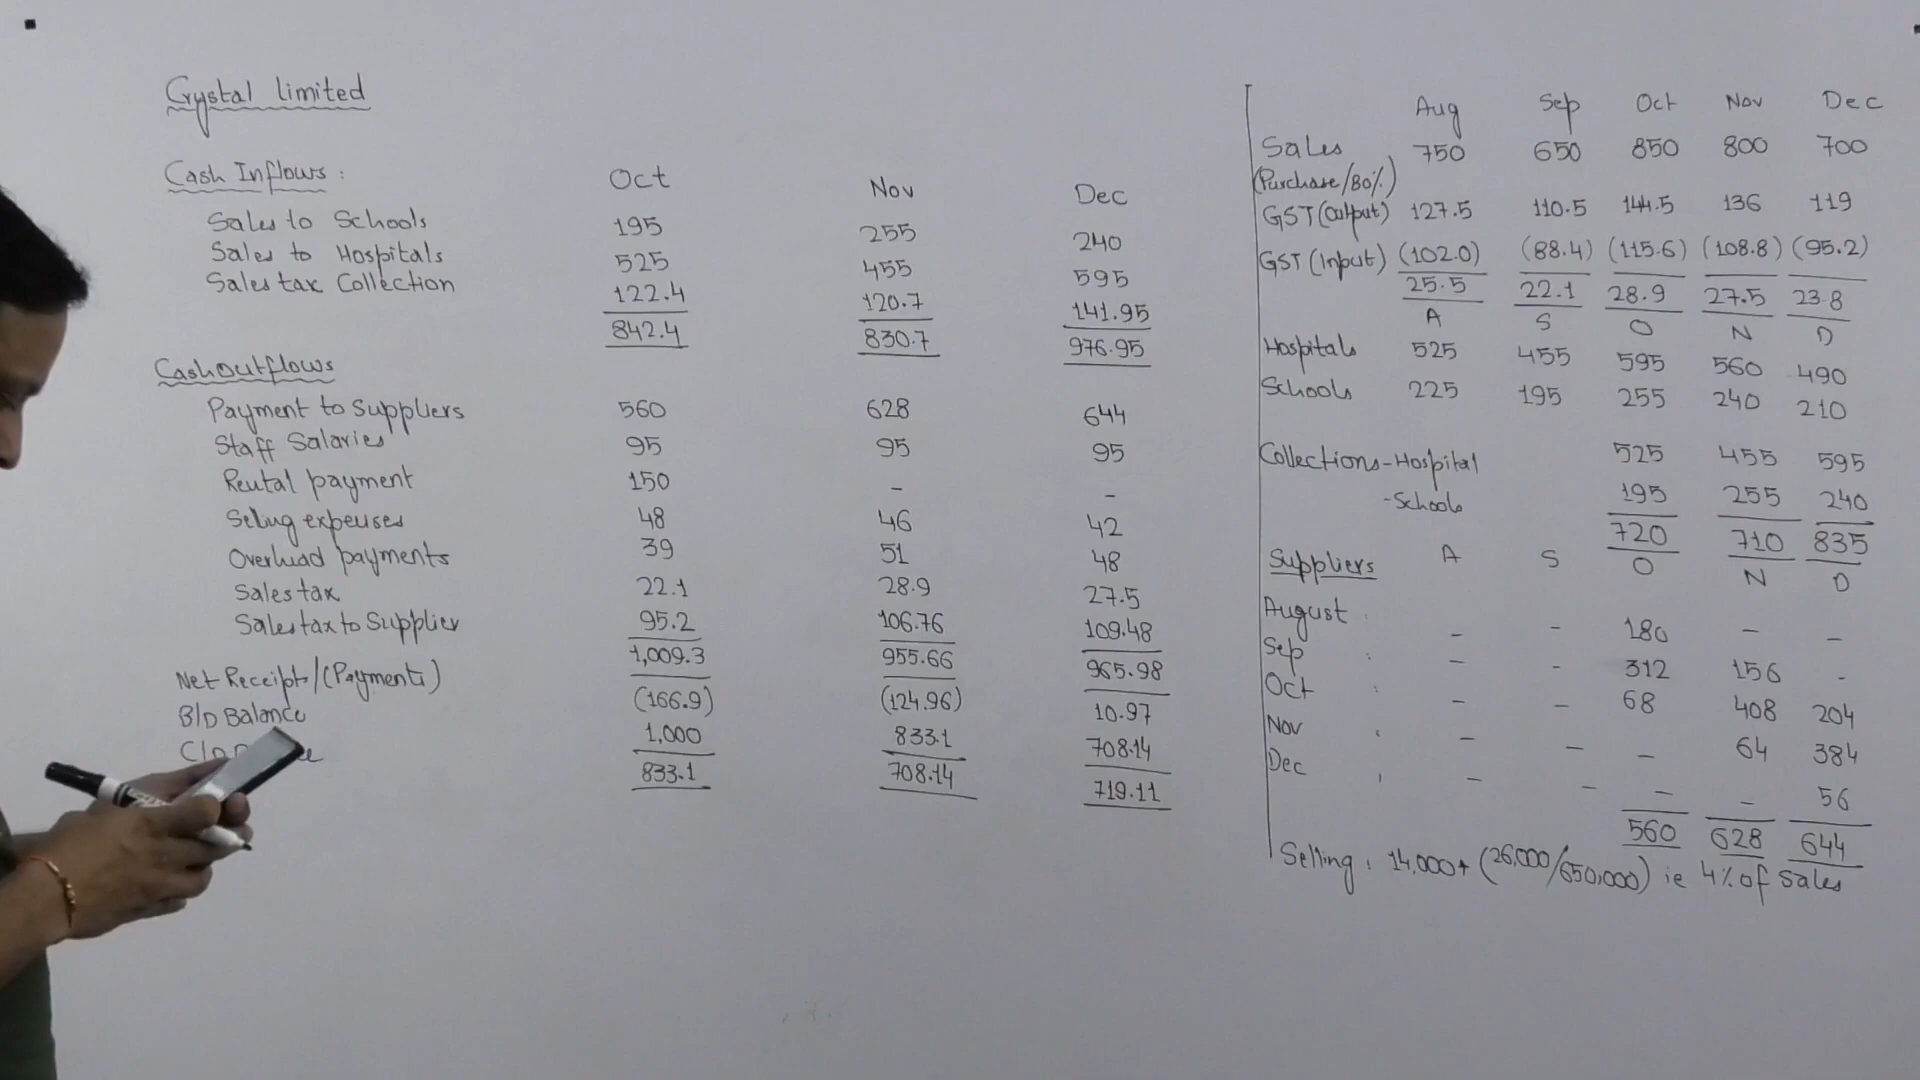 Crystal limited
Cash Inflows : Oct Nov Dec
Sales to Schools 195 255 240
Sales to Hospitals 525 455 595
Sales tax Collection 122.4 120.7 141.95
842.4 830.7 976.95
Cash outflows
Payment to Suppliers 560 628 644
Staff Salaries 95 95 95
Rental payment 150 - -
Seling expenses 48 46 42
Overhead payments 39 51 48
Sales tax 22.1 28.9 27.5
Sales tax to Supplier 95.2 106.76 109.48
1,009.3 955.66 965.98
Net Receipts/(Payments) (166.9) (124.96) 10.97
B/D Balance 1,000 833.1 708.14
833.1 708.14 719.11
Aug Sep Oct Nov Dec
Sales 750 650 850 800 700
(Purchase/80%)
GST (Output) 127.5 110.5 144.5 136 119
GST (Input) (102.0) (88.4) (115.6) (108.8) (95.2)
25.5 22.1 28.9 27.5 23.8
A S O N D
Hospitals 525 455 595 560 490
Schools 225 195 255 240 210
Collections - Hospital 525 455 595
- Schools 195 255 240
720 710 835
Suppliers A S O N D
August : - - 180 - -
Sep : - - 312 156 -
Oct : - - 68 408 204
Nov : - - - 64 384
Dec : - - - - 56
560 628 644
Selling : 14,000 + (26,000/650,000) ie 4% of Sales